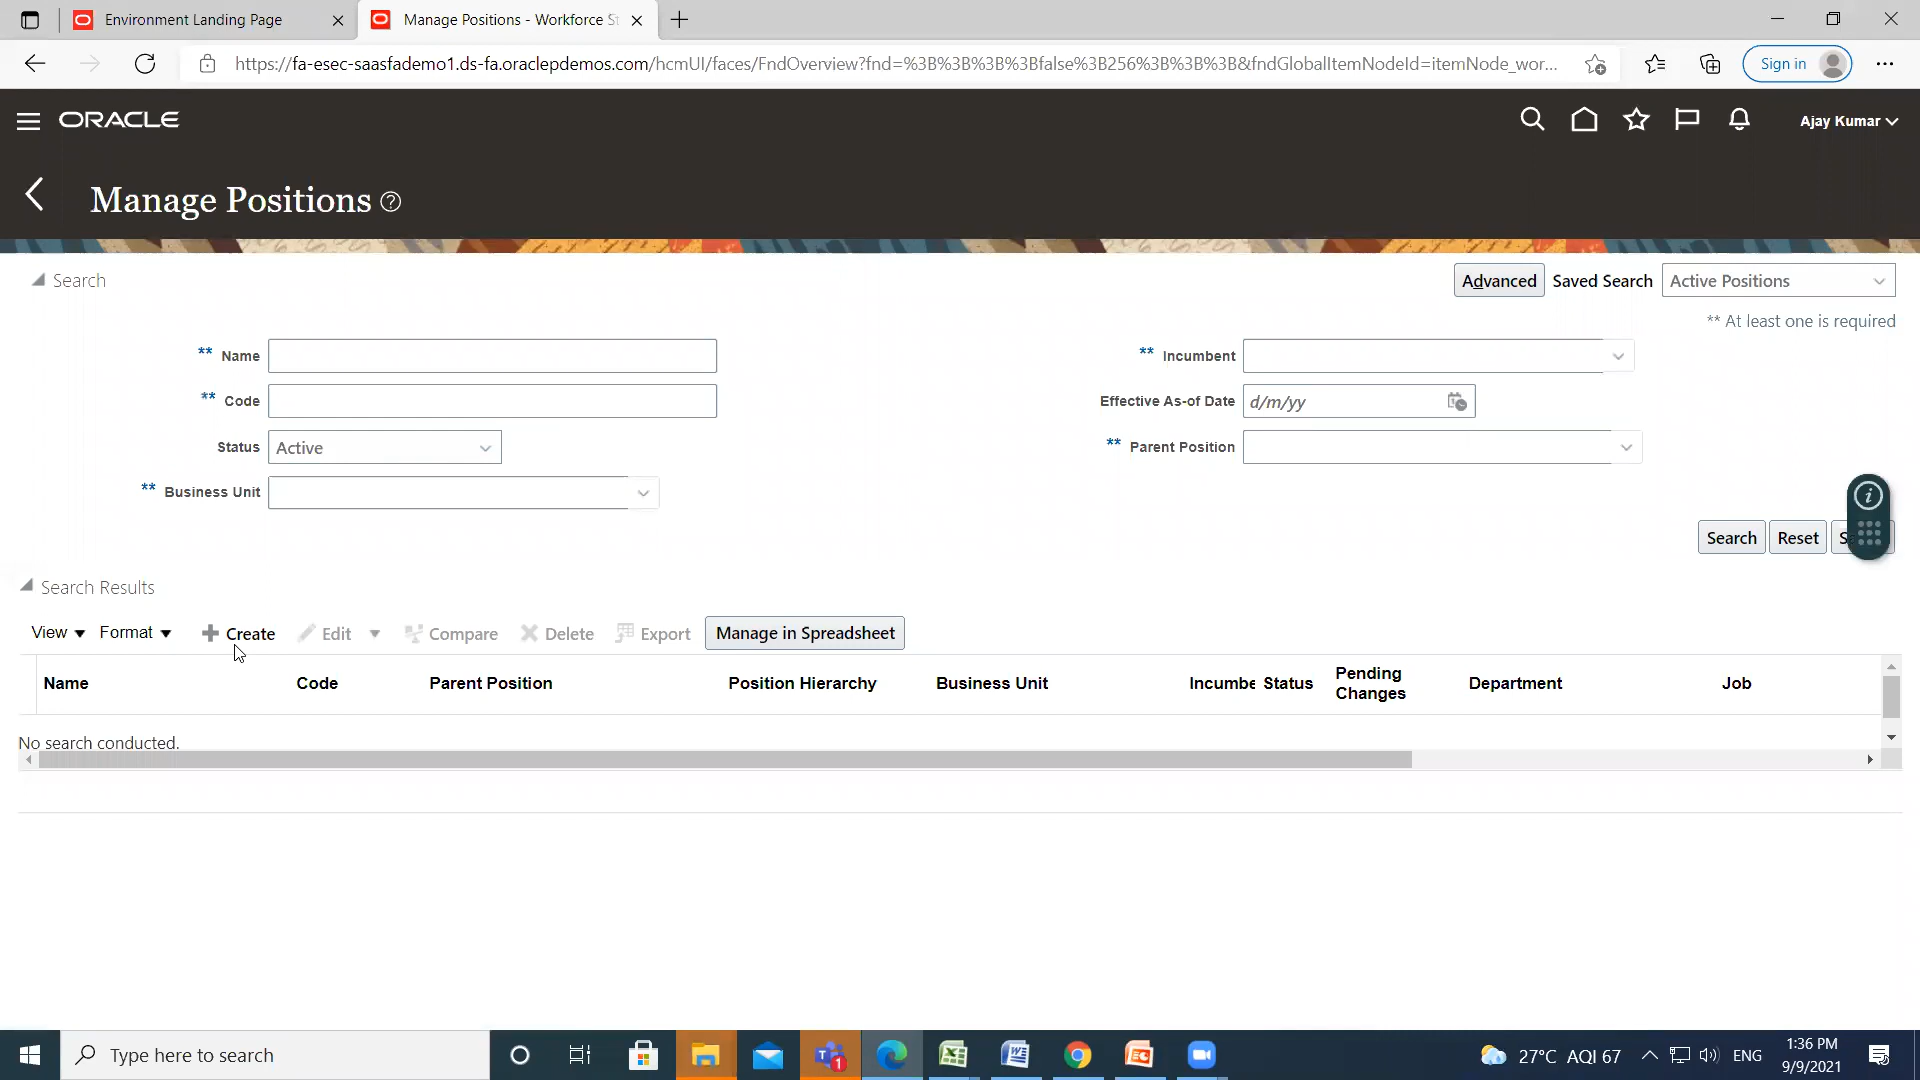 Environment Landing Page
Manage Positions - Workforce St
https://fa-esec-saasfademo1.ds-fa.oraclepdemos.com/hcmUI/faces/FndOverview?fnd=%3B%3B%3B%3Bfalse%3B256%3B%3B%3B&fndGlobalItemNodeId=itemNode_wor...
Sign in
ORACLE
Ajay Kumar
Manage Positions
Search
Advanced Saved Search Active Positions
** At least one is required
** Name
** Incumbent
** Code
Effective As-of Date d/m/yy
Status Active
** Parent Position
** Business Unit
Search Reset
Search Results
View Format Create Edit Compare Delete Export Manage in Spreadsheet
Name Code Parent Position Position Hierarchy Business Unit Incumbe Status Pending Changes Department Job
No search conducted.
Type here to search
1
27°C AQI 67 ENG
1:36 PM
9/9/2021